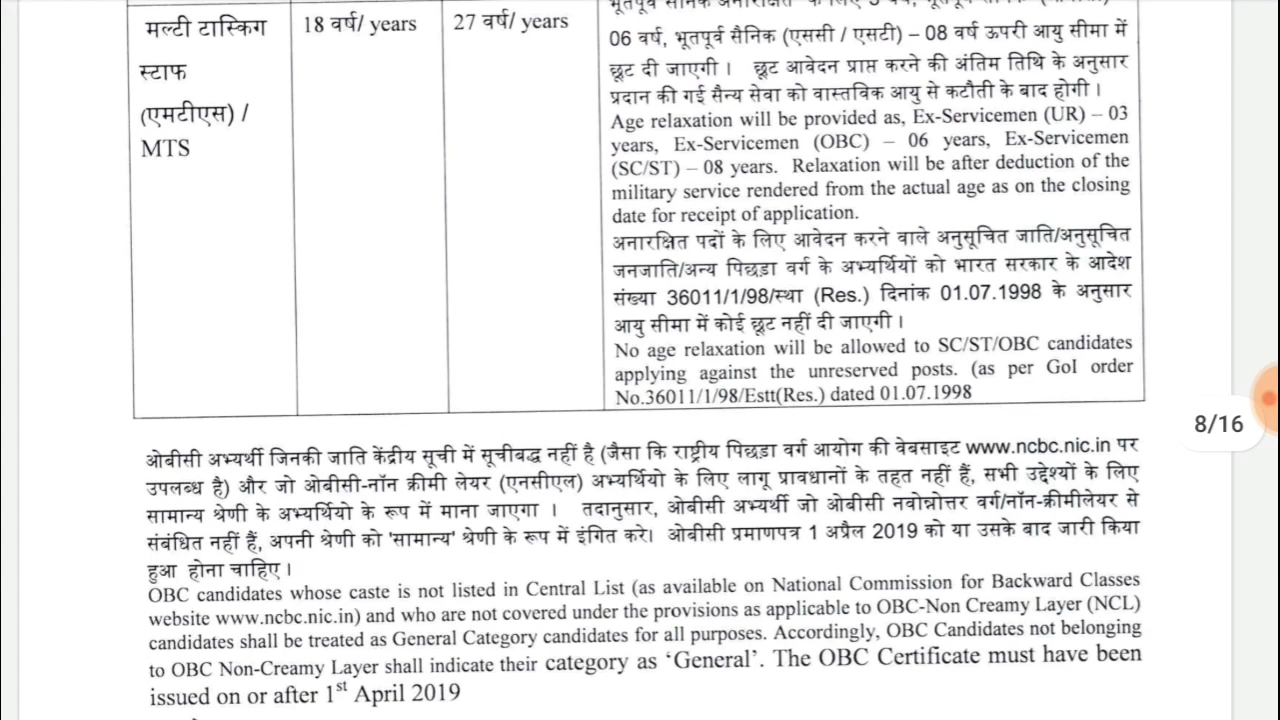 मल्टी टास्किग
स्टाफ
(एमटीएस) /
MTS
18 वर्ष/ years
27 वर्ष/ years
06 वर्ष, भूतपूर्व सैनिक (एससी / एसटी) – 08 वर्ष ऊपरी आयु सीमा में
छूट दी जाएगी । छूट आवेदन प्राप्त करने की अंतिम तिथि के अनुसार
प्रदान की गई सैन्य सेवा को वास्तविक आयु से कटौती के बाद होगी ।
Age relaxation will be provided as, Ex-Servicemen (UR) – 03
years, Ex-Servicemen (OBC) – 06 years, Ex-Servicemen
(SC/ST) – 08 years. Relaxation will be after deduction of the
military service rendered from the actual age as on the closing
date for receipt of application.
अनारक्षित पदों के लिए आवेदन करने वाले अनुसूचित जाति/अनुसूचित
जनजाति/अन्य पिछड़ा वर्ग के अभ्यर्थियों को भारत सरकार के आदेश
संख्या 36011/1/98/स्था (Res.) दिनांक 01.07.1998 के अनुसार
आयु सीमा में कोई छूट नहीं दी जाएगी ।
No age relaxation will be allowed to SC/ST/OBC candidates
applying against the unreserved posts. (as per GoI order
No.36011/1/98/Estt(Res.) dated 01.07.1998
8/16
ओबीसी अभ्यर्थी जिनकी जाति केंद्रीय सूची में सूचीबद्ध नहीं है (जैसा कि राष्ट्रीय पिछड़ा वर्ग आयोग की वेबसाइट www.ncbc.nic.in पर
उपलब्ध है) और जो ओबीसी-नॉन क्रीमी लेयर (एनसीएल) अभ्यर्थियो के लिए लागू प्रावधानों के तहत नहीं हैं, सभी उद्देश्यों के लिए
सामान्य श्रेणी के अभ्यर्थियो के रूप में माना जाएगा । तदानुसार, ओबीसी अभ्यर्थी जो ओबीसी नवोन्नोत्तर वर्ग/नॉन-क्रीमीलेयर से
संबंधित नहीं हैं, अपनी श्रेणी को 'सामान्य' श्रेणी के रूप में इंगित करे। ओबीसी प्रमाणपत्र 1 अप्रैल 2019 को या उसके बाद जारी किया
हुआ होना चाहिए ।
OBC candidates whose caste is not listed in Central List (as available on National Commission for Backward Classes
website www.ncbc.nic.in) and who are not covered under the provisions as applicable to OBC-Non Creamy Layer (NCL)
candidates shall be treated as General Category candidates for all purposes. Accordingly, OBC Candidates not belonging
to OBC Non-Creamy Layer shall indicate their category as ‘General’. The OBC Certificate must have been
issued on or after 1st April 2019